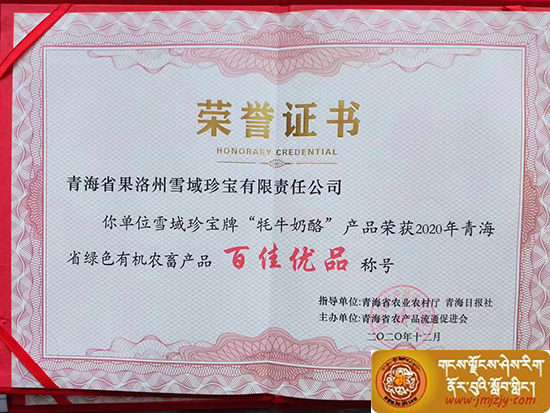 荣誉证书
HONORARY CREDENTIAL
青海省果洛州雪域珍宝有限责任公司
你单位雪域珍宝牌“牦牛奶酪”产品荣获2020年青海
省绿色有机农畜产品 百佳优品 称号
指导单位:青海省农业农村厅 青海日报社
主办单位:青海省农产品流通促进会
二〇二〇年十二月
གངས་ལྗོངས་ཤེས་རིག
ནོར་བུའི་སློབ་གླིང།
www.jmjzjy.com